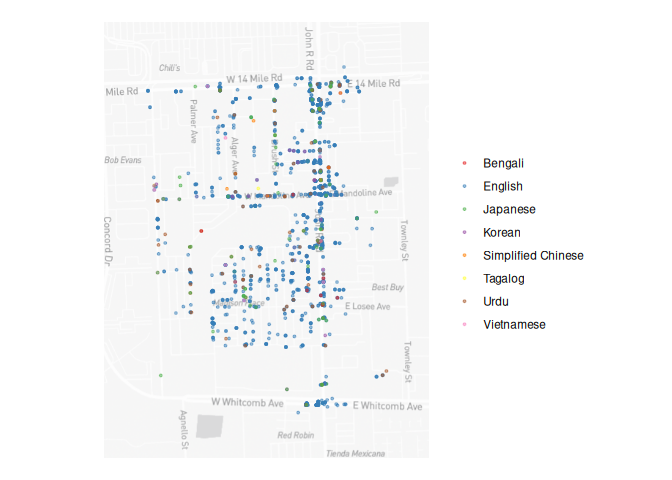 John R Rd
Chili's
W 14 Mile Rd
E 14 Mile Rd
Mile Rd
Palmer Ave
Alger Ave
Bob Evans
Mandoline Ave
Concord Dr
Townley St
Best Buy
E Losee Ave
Townley St
W Whitcomb Ave
E Whitcomb Ave
Agnello St
Red Robin
Tienda Mexicana
Bengali
English
Japanese
Korean
Simplified Chinese
Tagalog
Urdu
Vietnamese